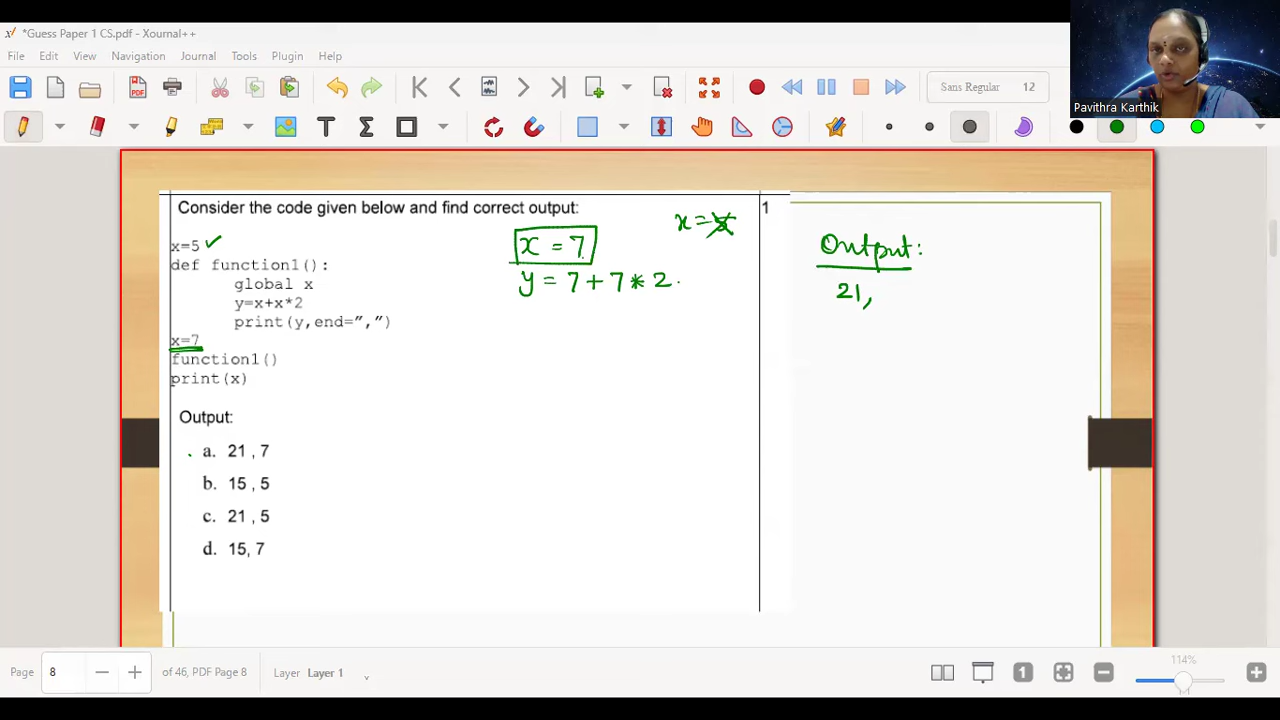 *Guess Paper 1 CS.pdf - Xournal++
File Edit View Navigation Journal Tools Plugin Help
Sans Regular 12
Pavithra Karthik
Consider the code given below and find correct output:
1
x=5 ✓
def function1():
global x
y=x+x*2
print(y,end=”,”)
x=7
function1()
print(x)
Output:
a. 21 , 7
b. 15 , 5
c. 21 , 5
d. 15, 7
x = 7
y = 7 + 7 * 2
x =
Output:
21,
Page 8 of 46, PDF Page 8 Layer Layer 1
1
114%